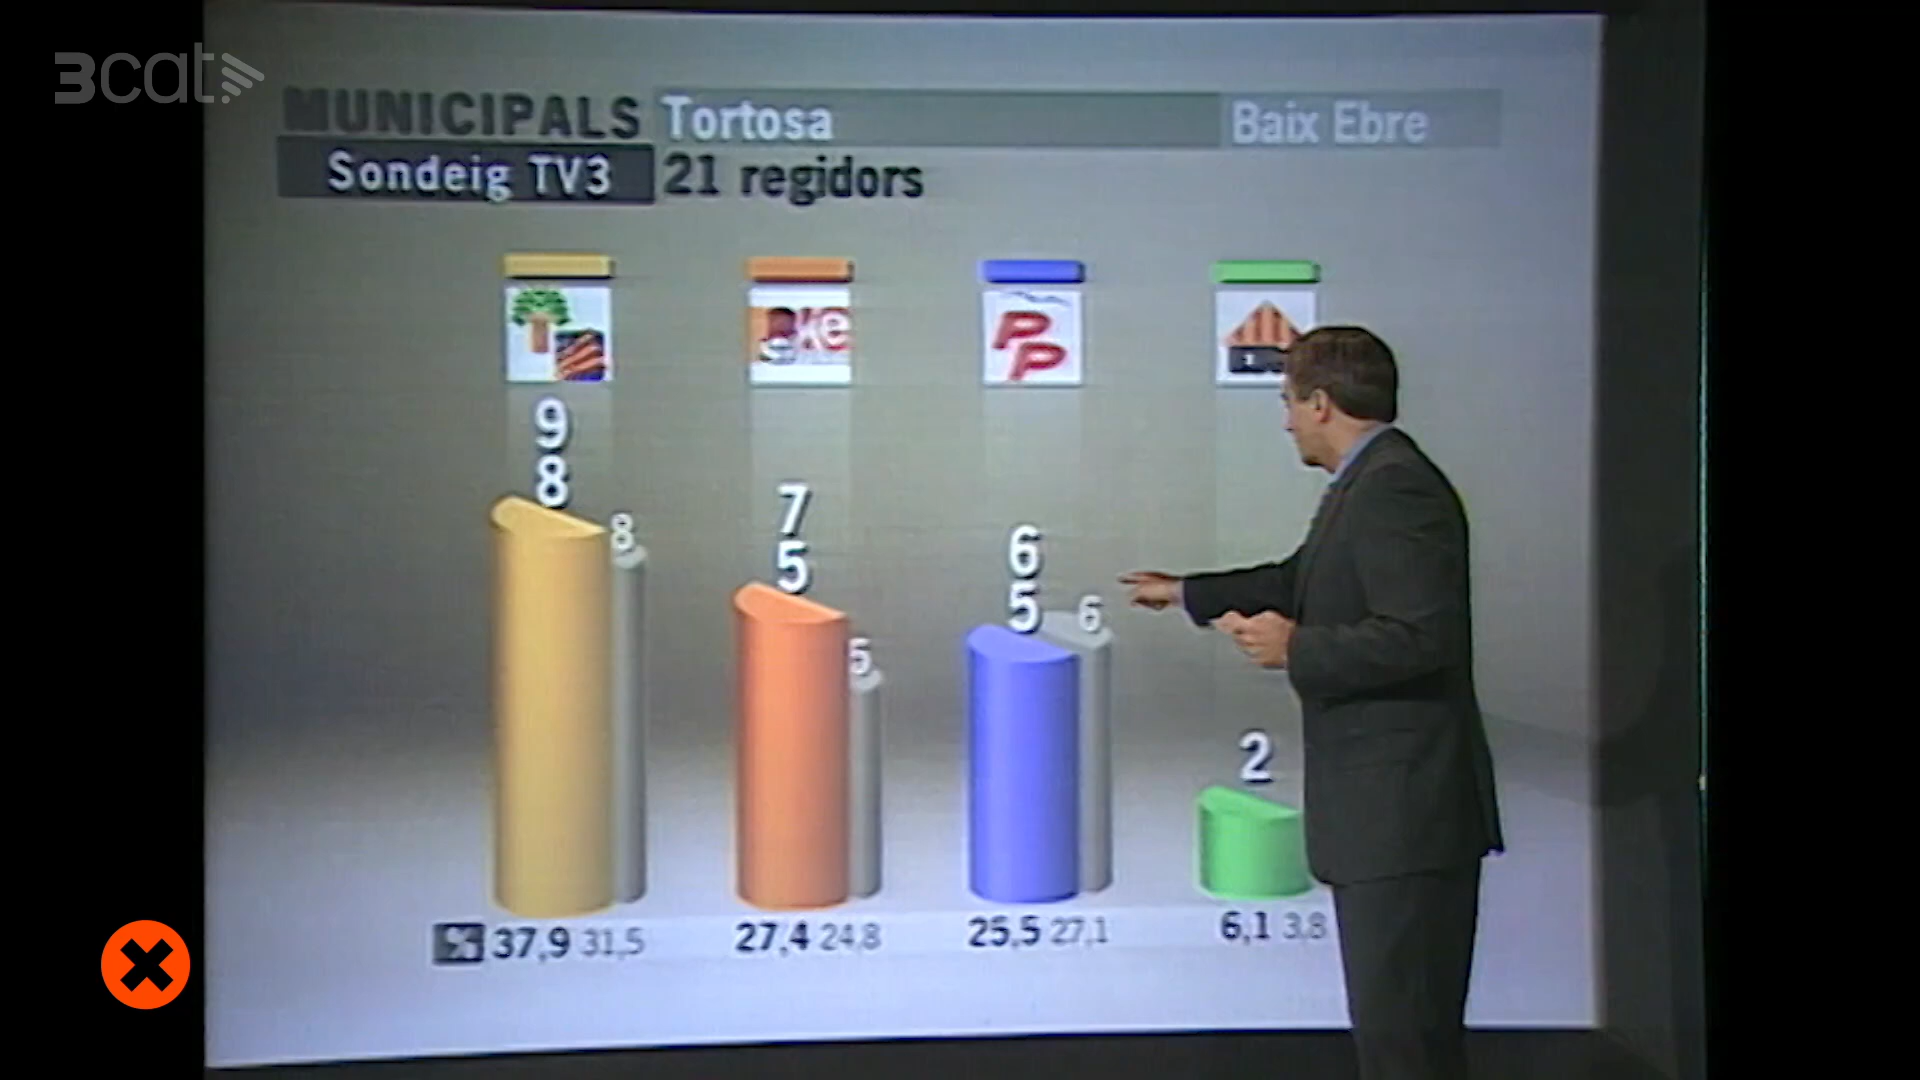 3cat
MUNICIPALS Tortosa Baix Ebre
Sondeig TV3 21 regidors
PP
9
8 8
7
5 5
6
5 6
2
% 37,9 31,5 27,4 24,8 25,5 27,1 6,1 3,8